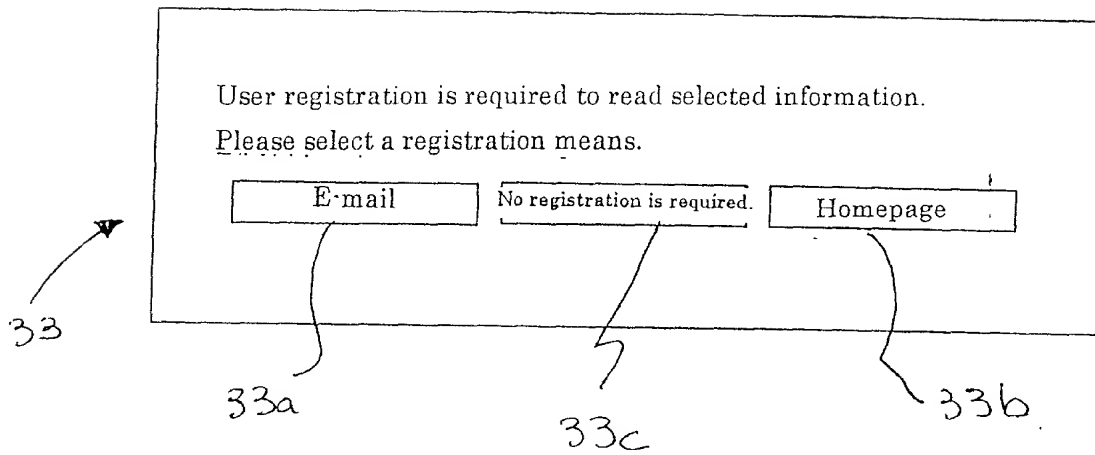 User registration is required to read selected information.
Please select a registration means.
E-mail No registration is required. Homepage
33
33a
33c
33b